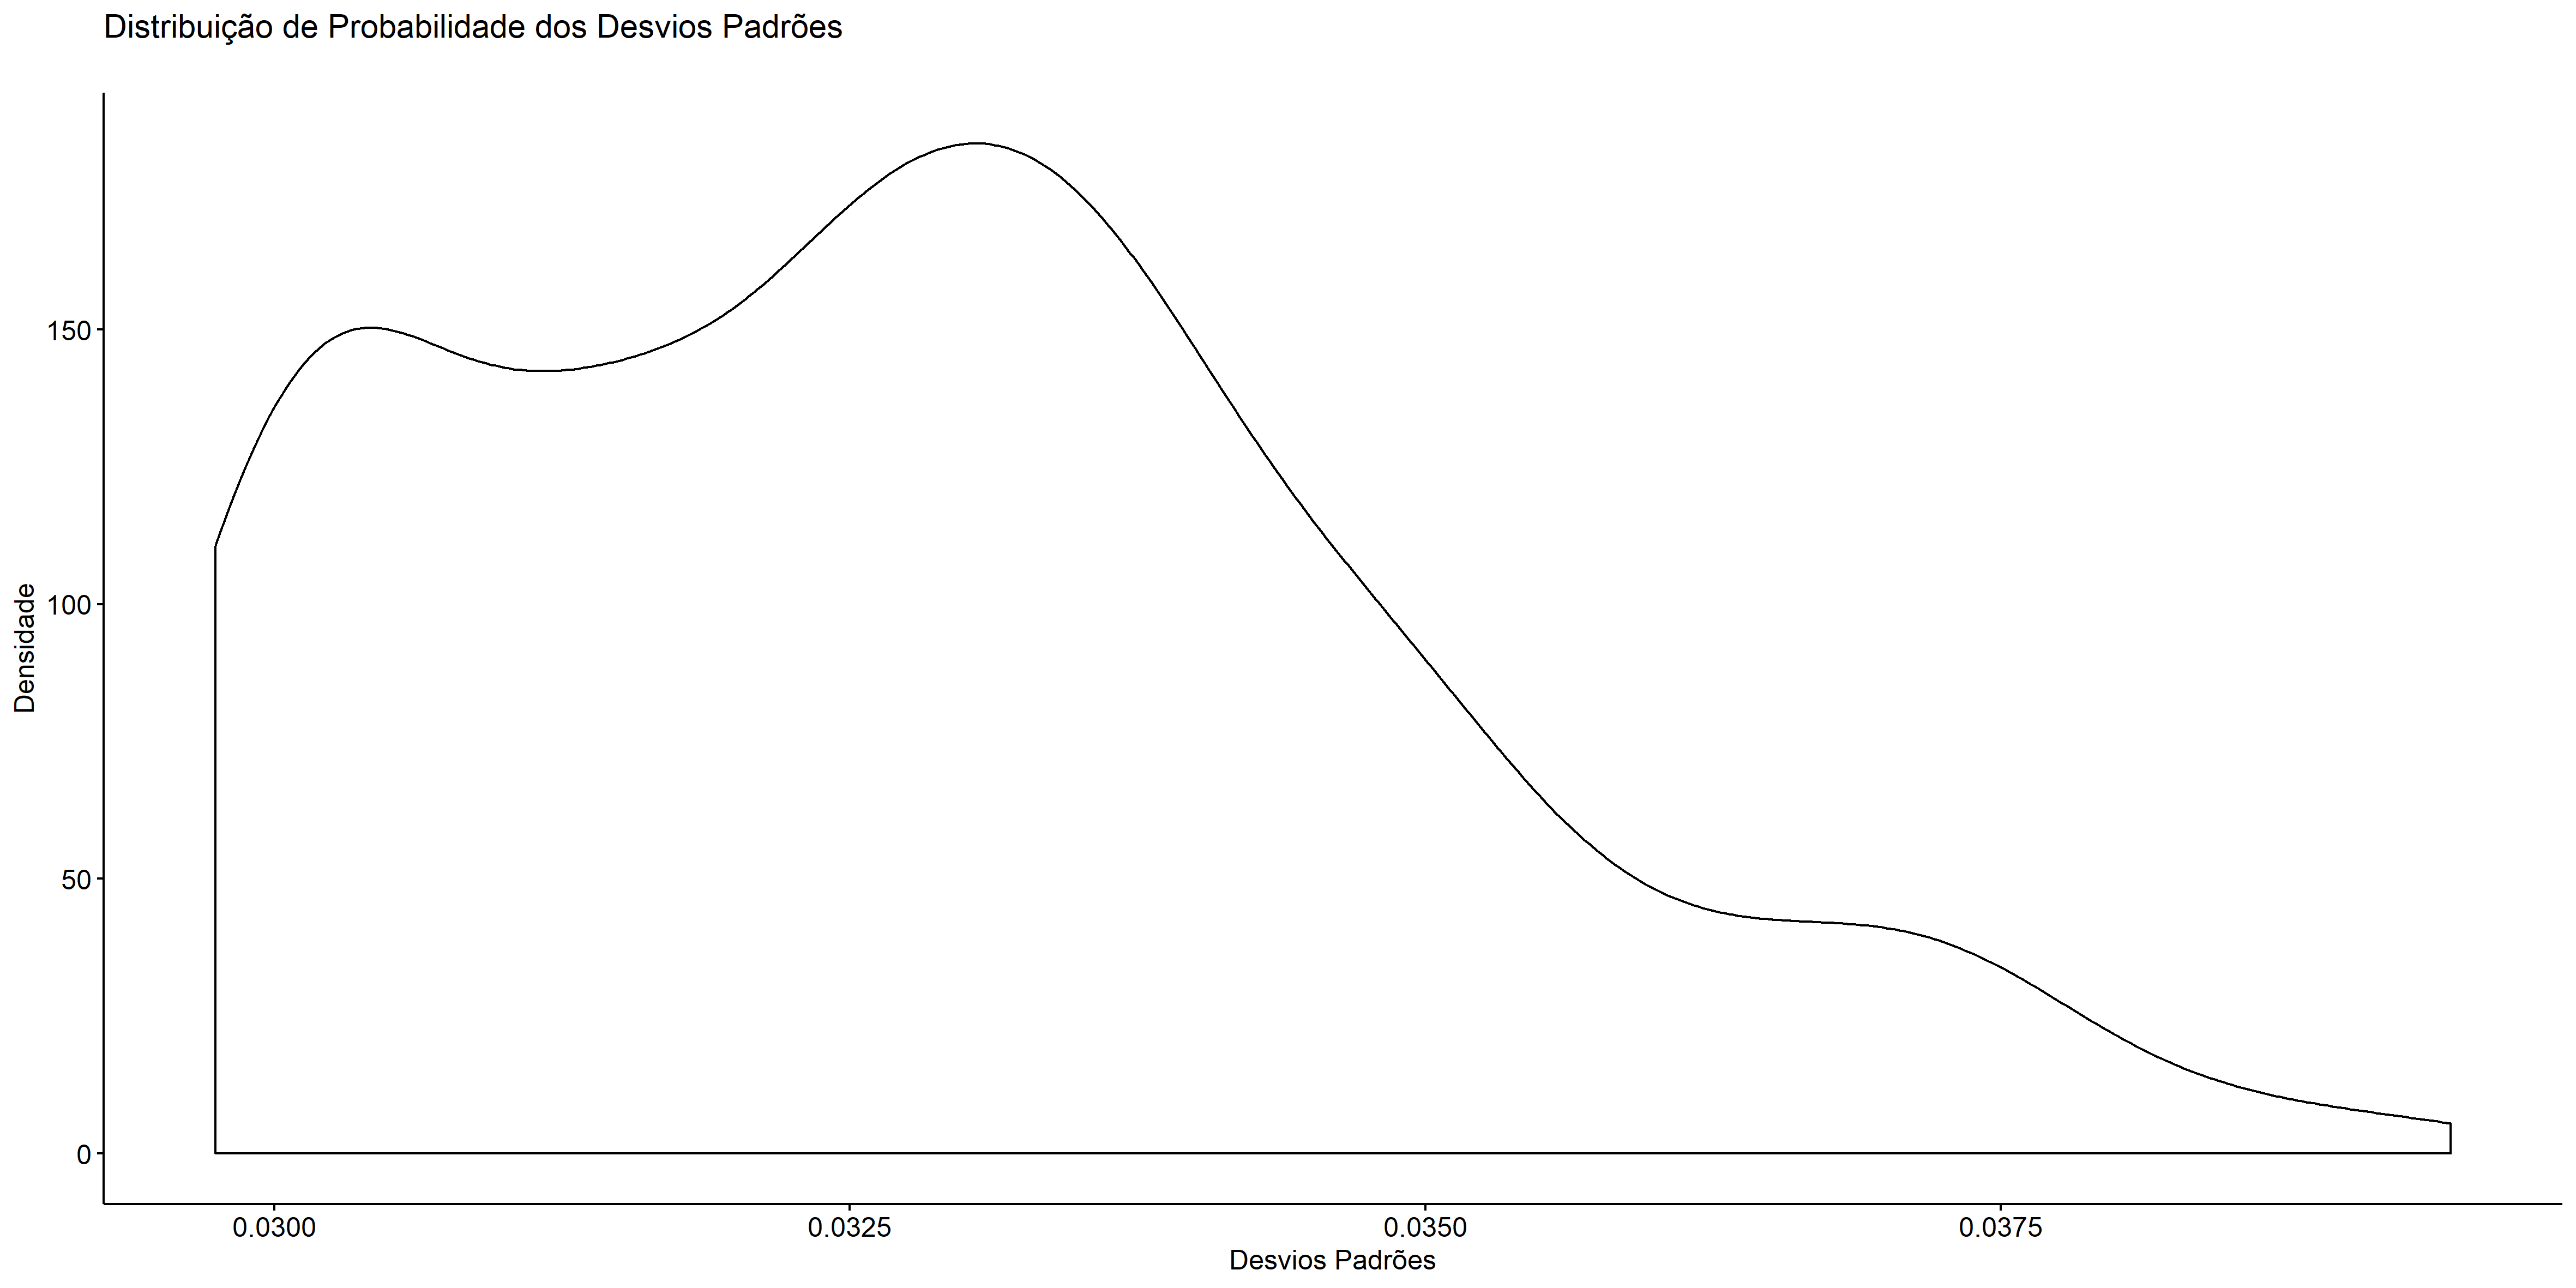 Distribuição de Probabilidade dos Desvios Padrões
Densidade
150
100
50
0
0.0300 0.0325 0.0350 0.0375
Desvios Padrões